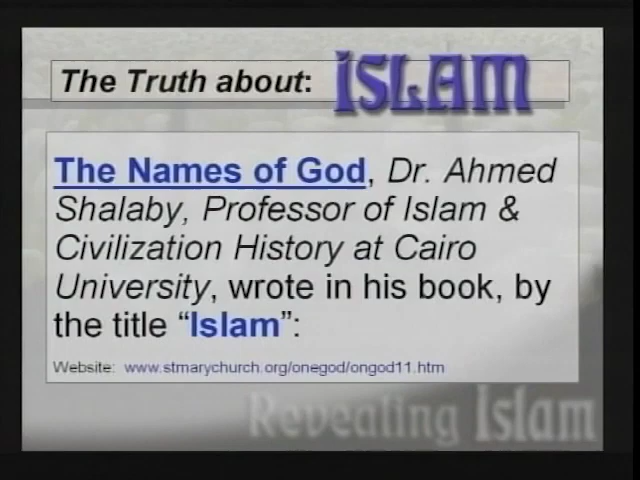 The Truth about: iSLAM
The Names of God, Dr. Ahmed
Shalaby, Professor of Islam &
Civilization History at Cairo
University, wrote in his book, by
the title “Islam”:
Website: www.stmarychurch.org/onegod/ongod11.htm
Revealing Islam